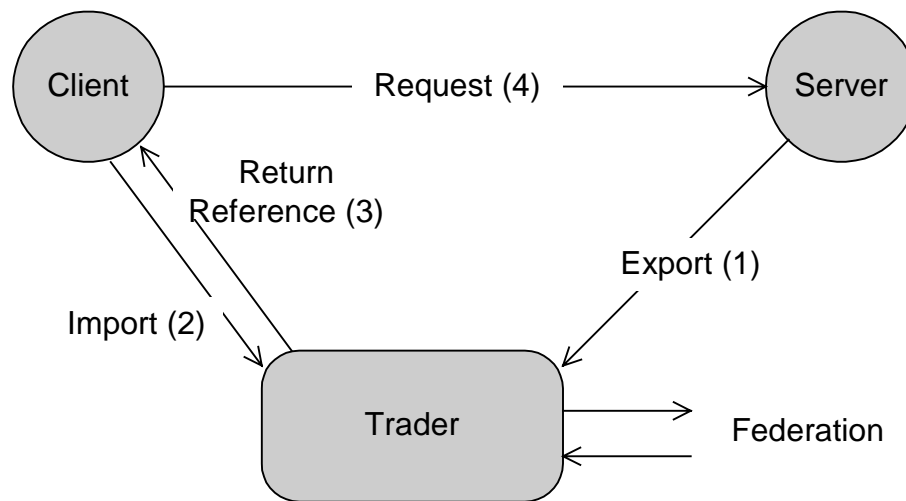 Client
Request (4)
Server
Return
Reference (3)
Export (1)
Import (2)
Trader
Federation